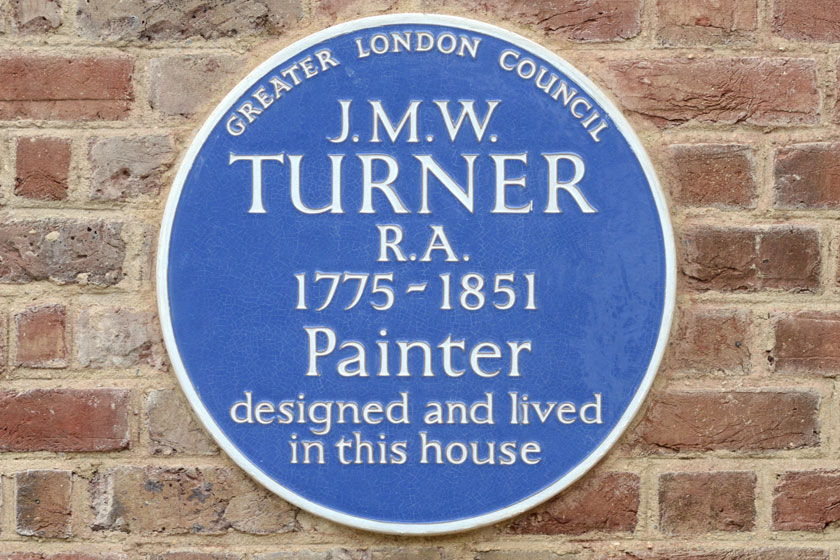 GREATER LONDON COUNCIL
J.M.W.
TURNER
R.A.
1775-1851
Painter
designed and lived
in this house